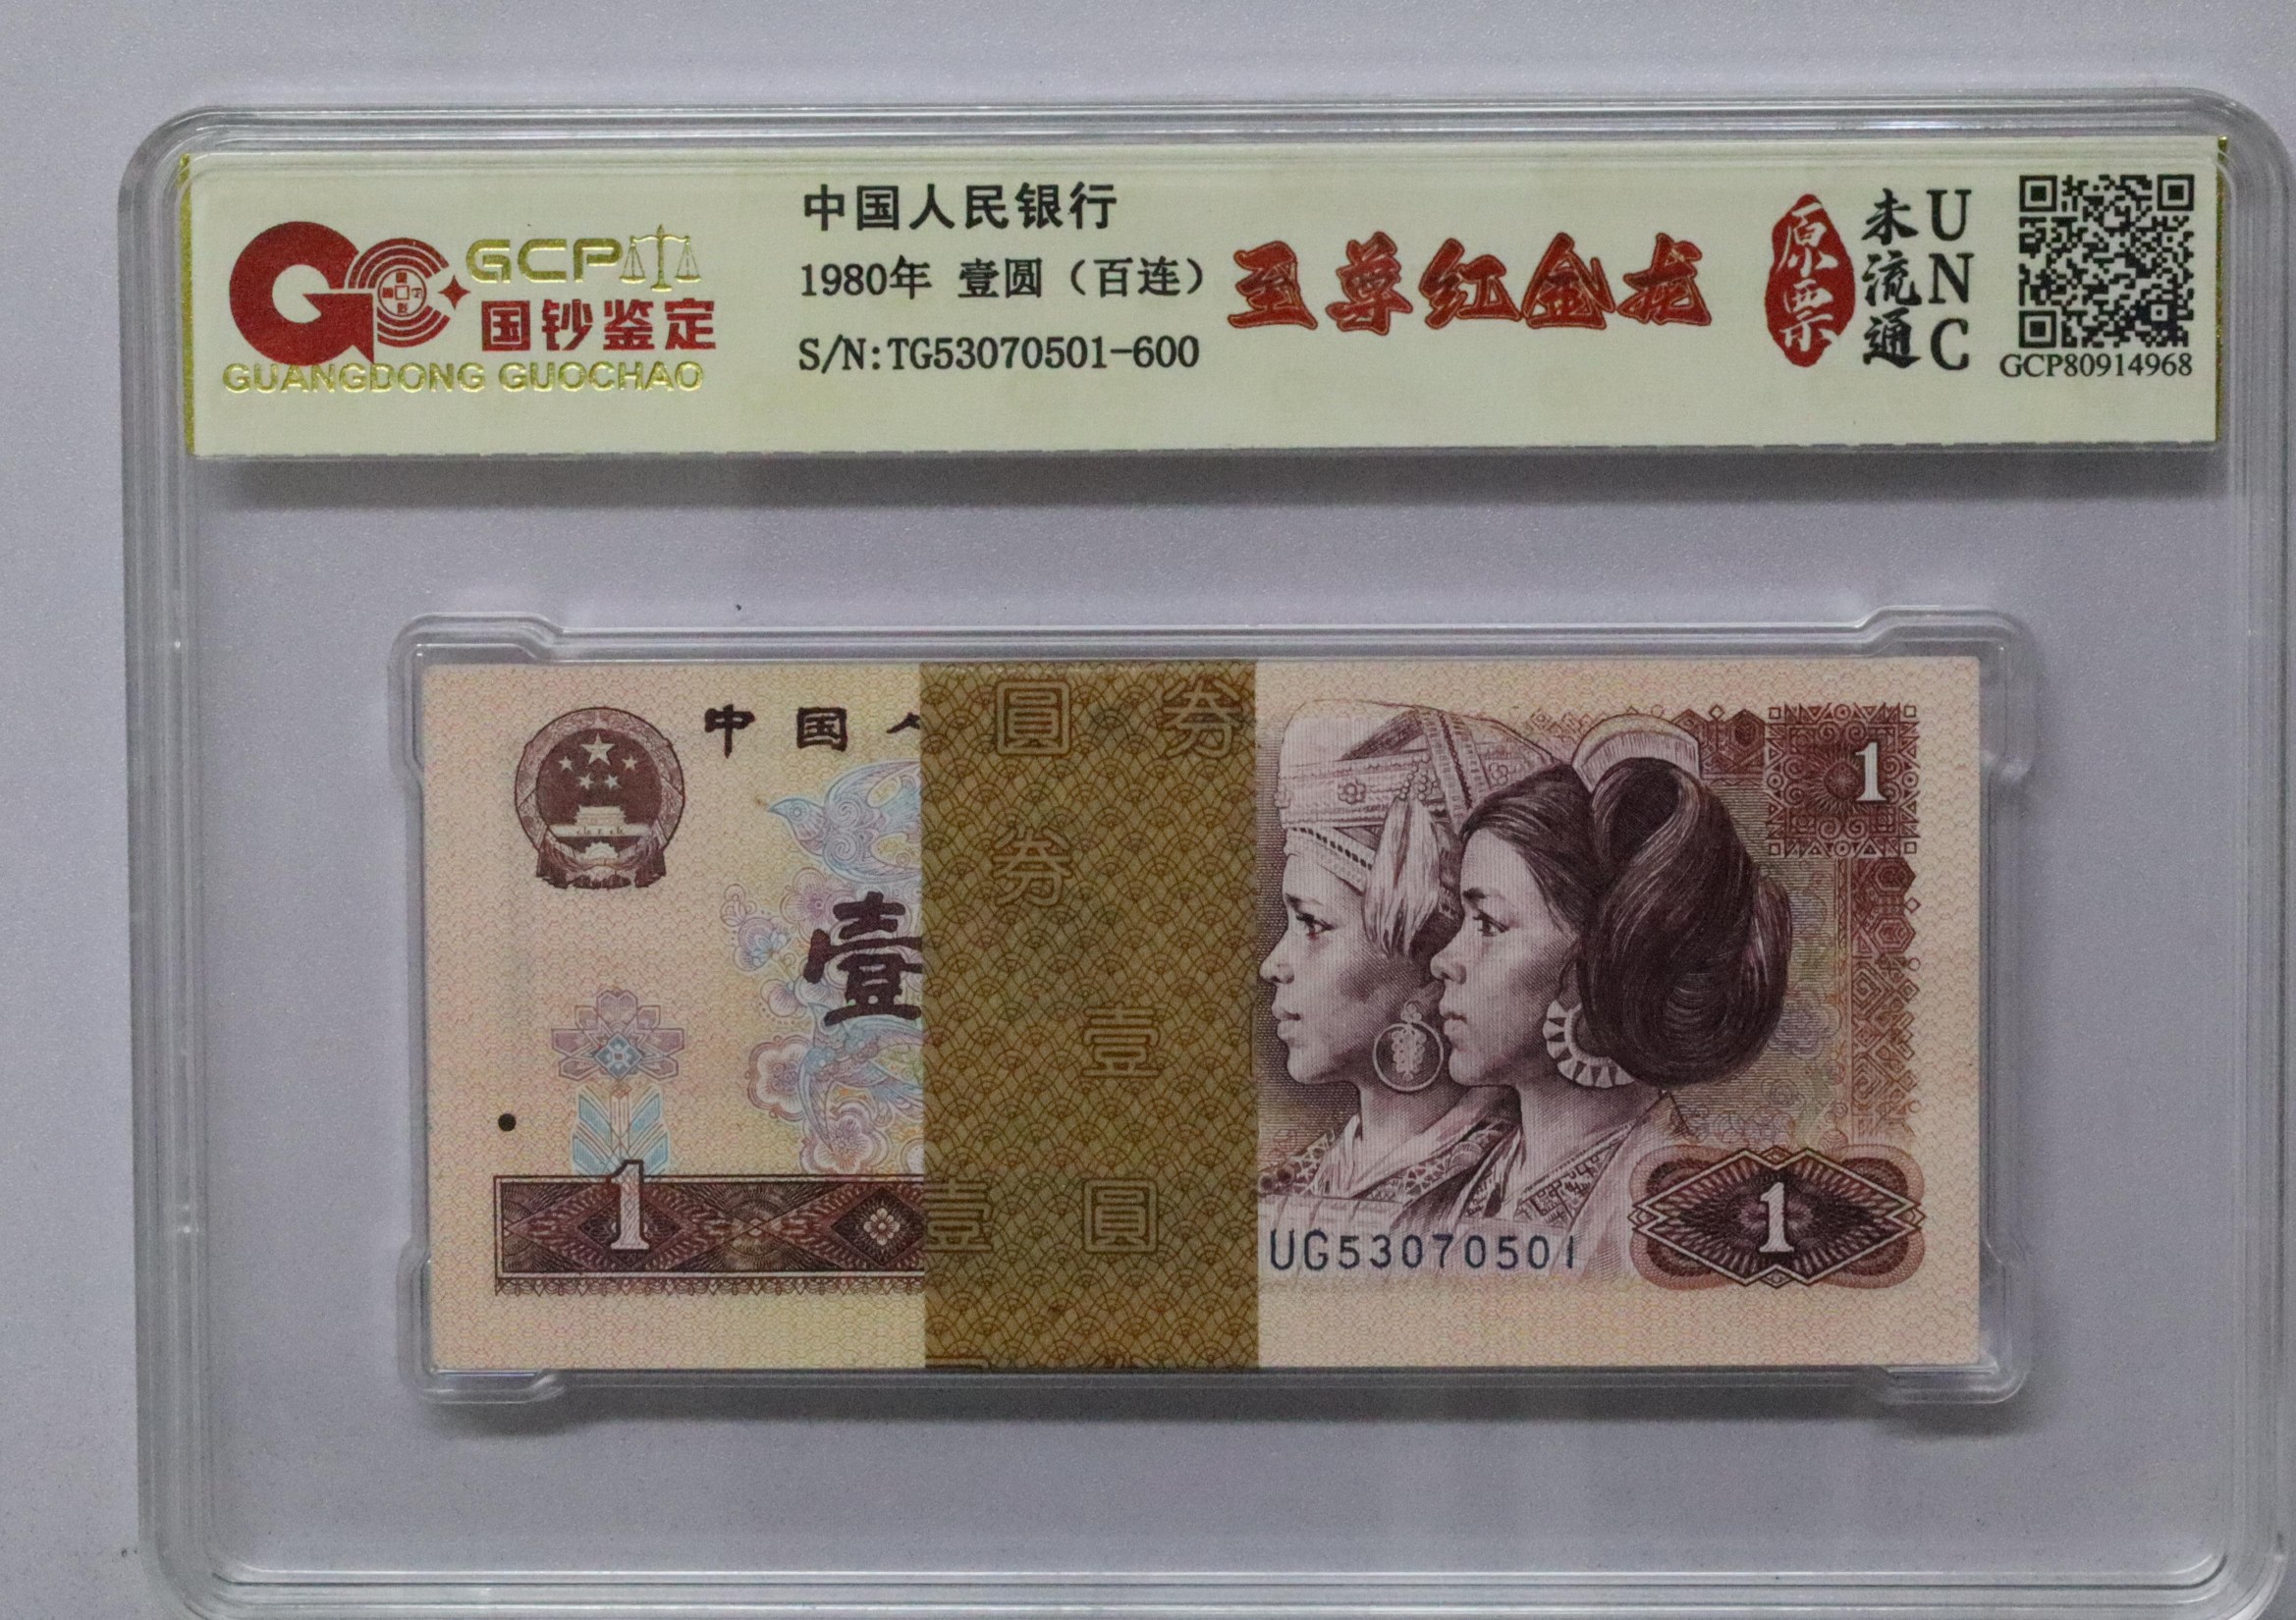 GCP
国钞鉴定
GUANGDONG GUOCHAO
中国人民银行
1980年 壹圆（百连）
S/N:TG53070501-600
至尊红金龙
原票
未流通
UNC
GCP80914968
中国人
壹
1
圓 券
券
壹
壹 圓
1
UG53070501
1